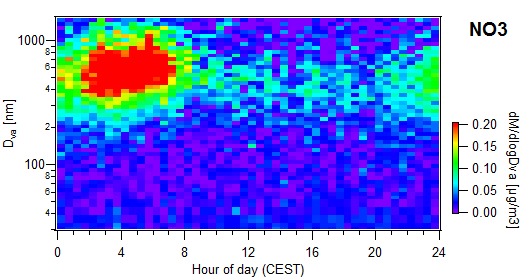 NO3
1000
8
6
4
2
100
8
6
4
Dva [nm]
0 4 8 12 16 20 24
Hour of day (CEST)
0.20
0.15
0.10
0.05
0.00
dM/dlogDva [µg/m3]